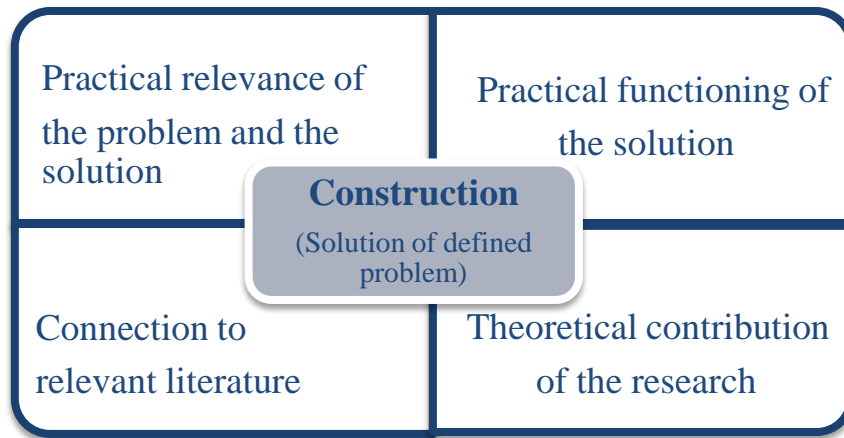 Practical relevance of
the problem and the
solution
Practical functioning of
the solution
Construction
(Solution of defined
problem)
Connection to
relevant literature
Theoretical contribution
of the research